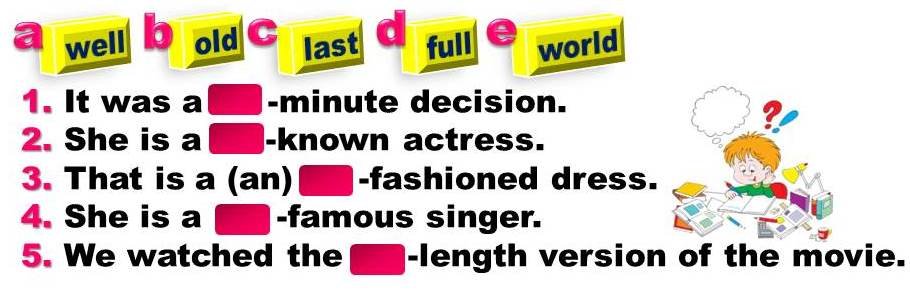 a well b old c last d full e world
1. It was a -minute decision.
2. She is a -known actress.
3. That is a (an) -fashioned dress.
4. She is a -famous singer.
5. We watched the -length version of the movie.